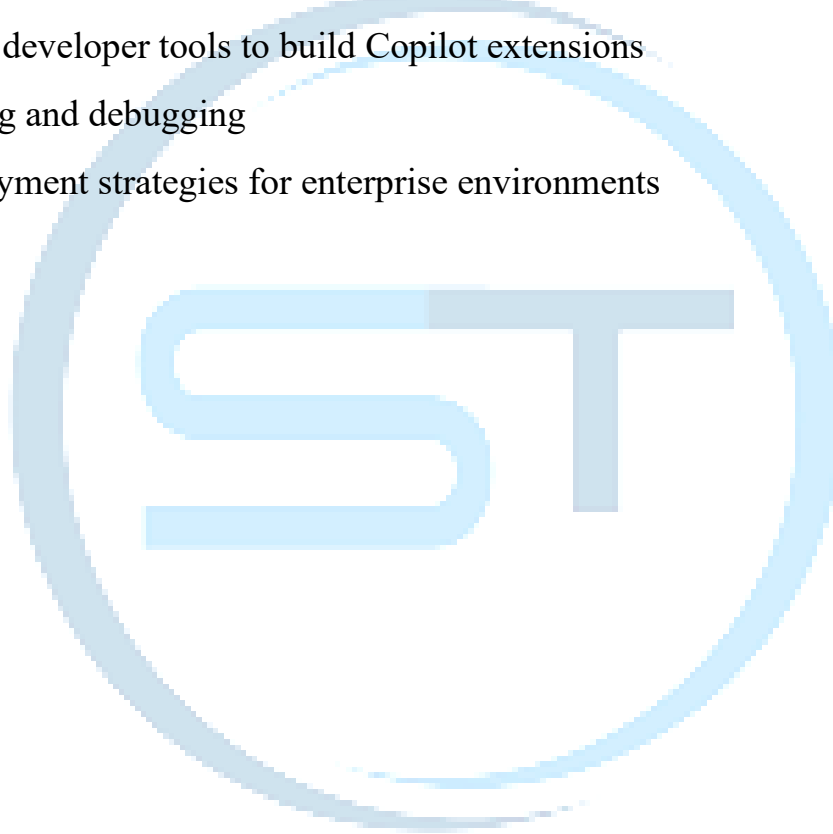 developer tools to build Copilot extensions
g and debugging
yment strategies for enterprise environments
ST